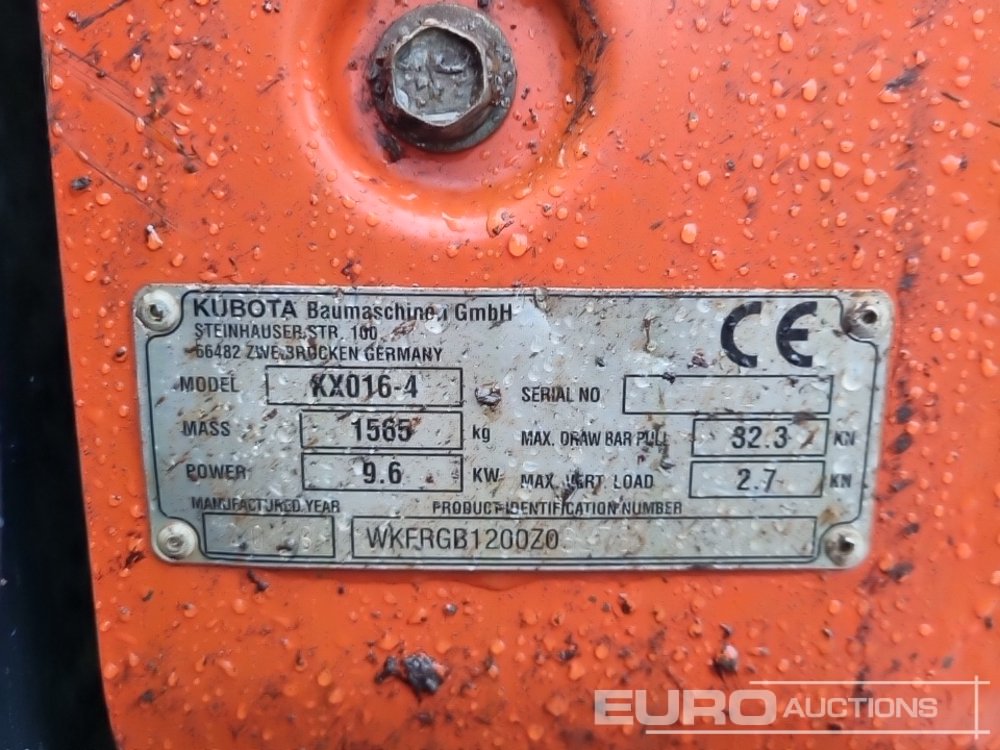 KUBOTA Baumaschinen GmbH
STEINHAUSER STR. 100
66482 ZWEIBRÜCKEN GERMANY
CE
MODEL KX016-4
SERIAL NO
MASS 1565 kg
MAX. DRAW BAR PULL 32.3 KN
POWER 9.6 KW
MAX. VERT. LOAD 2.7 KN
MANUFACTURED YEAR
PRODUCT IDENTIFICATION NUMBER
WKFRGB1200Z0
EURO AUCTIONS